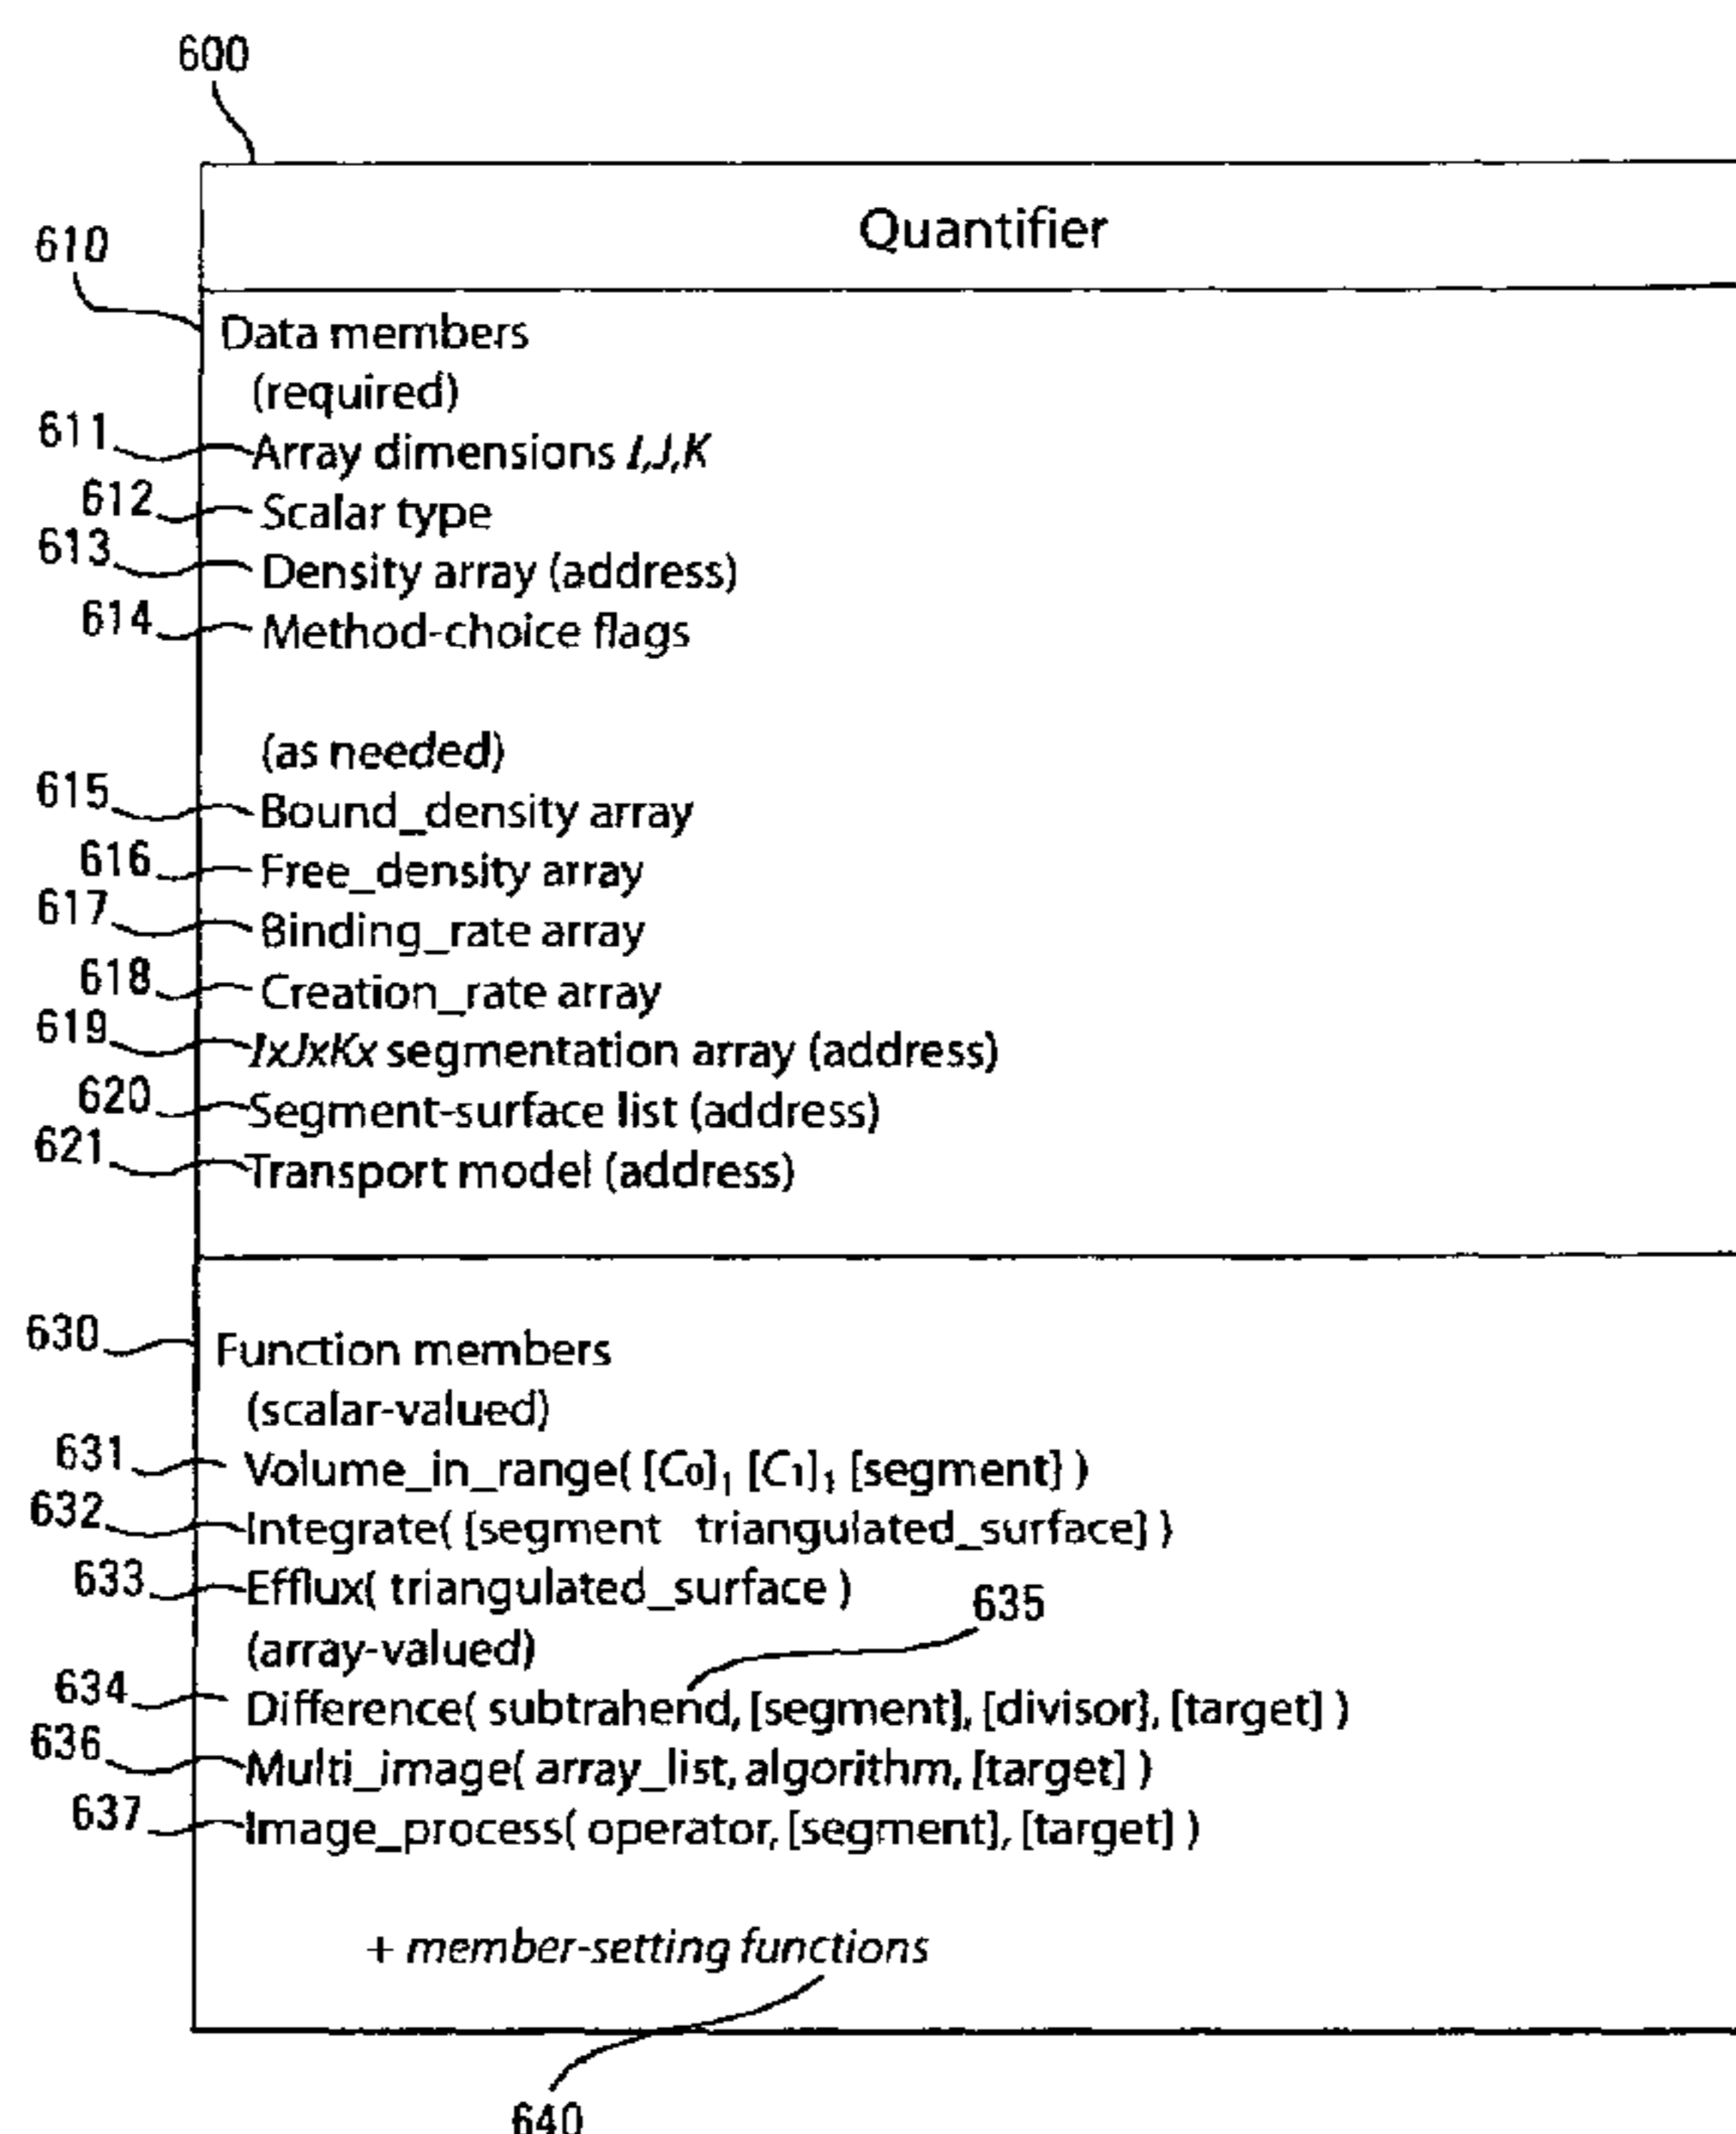 600
Quantifier
610
Data members
(required)
611 Array dimensions I,J,K
612 Scalar type
613 Density array (address)
614 Method-choice flags
(as needed)
615 Bound_density array
616 Free_density array
617 Binding_rate array
618 Creation_rate array
619 IxJxKx segmentation array (address)
620 Segment-surface list (address)
621 Transport model (address)
630 Function members
(scalar-valued)
631 Volume_in_range( [C0]1 [C1]1 [segment] )
632 Integrate( [segment triangulated_surface] )
633 Efflux( triangulated_surface )
635
(array-valued)
634 Difference( subtrahend, [segment], [divisor], [target] )
636 Multi_image( array_list, algorithm, [target] )
637 Image_process( operator, [segment], [target] )
+ member-setting functions
640